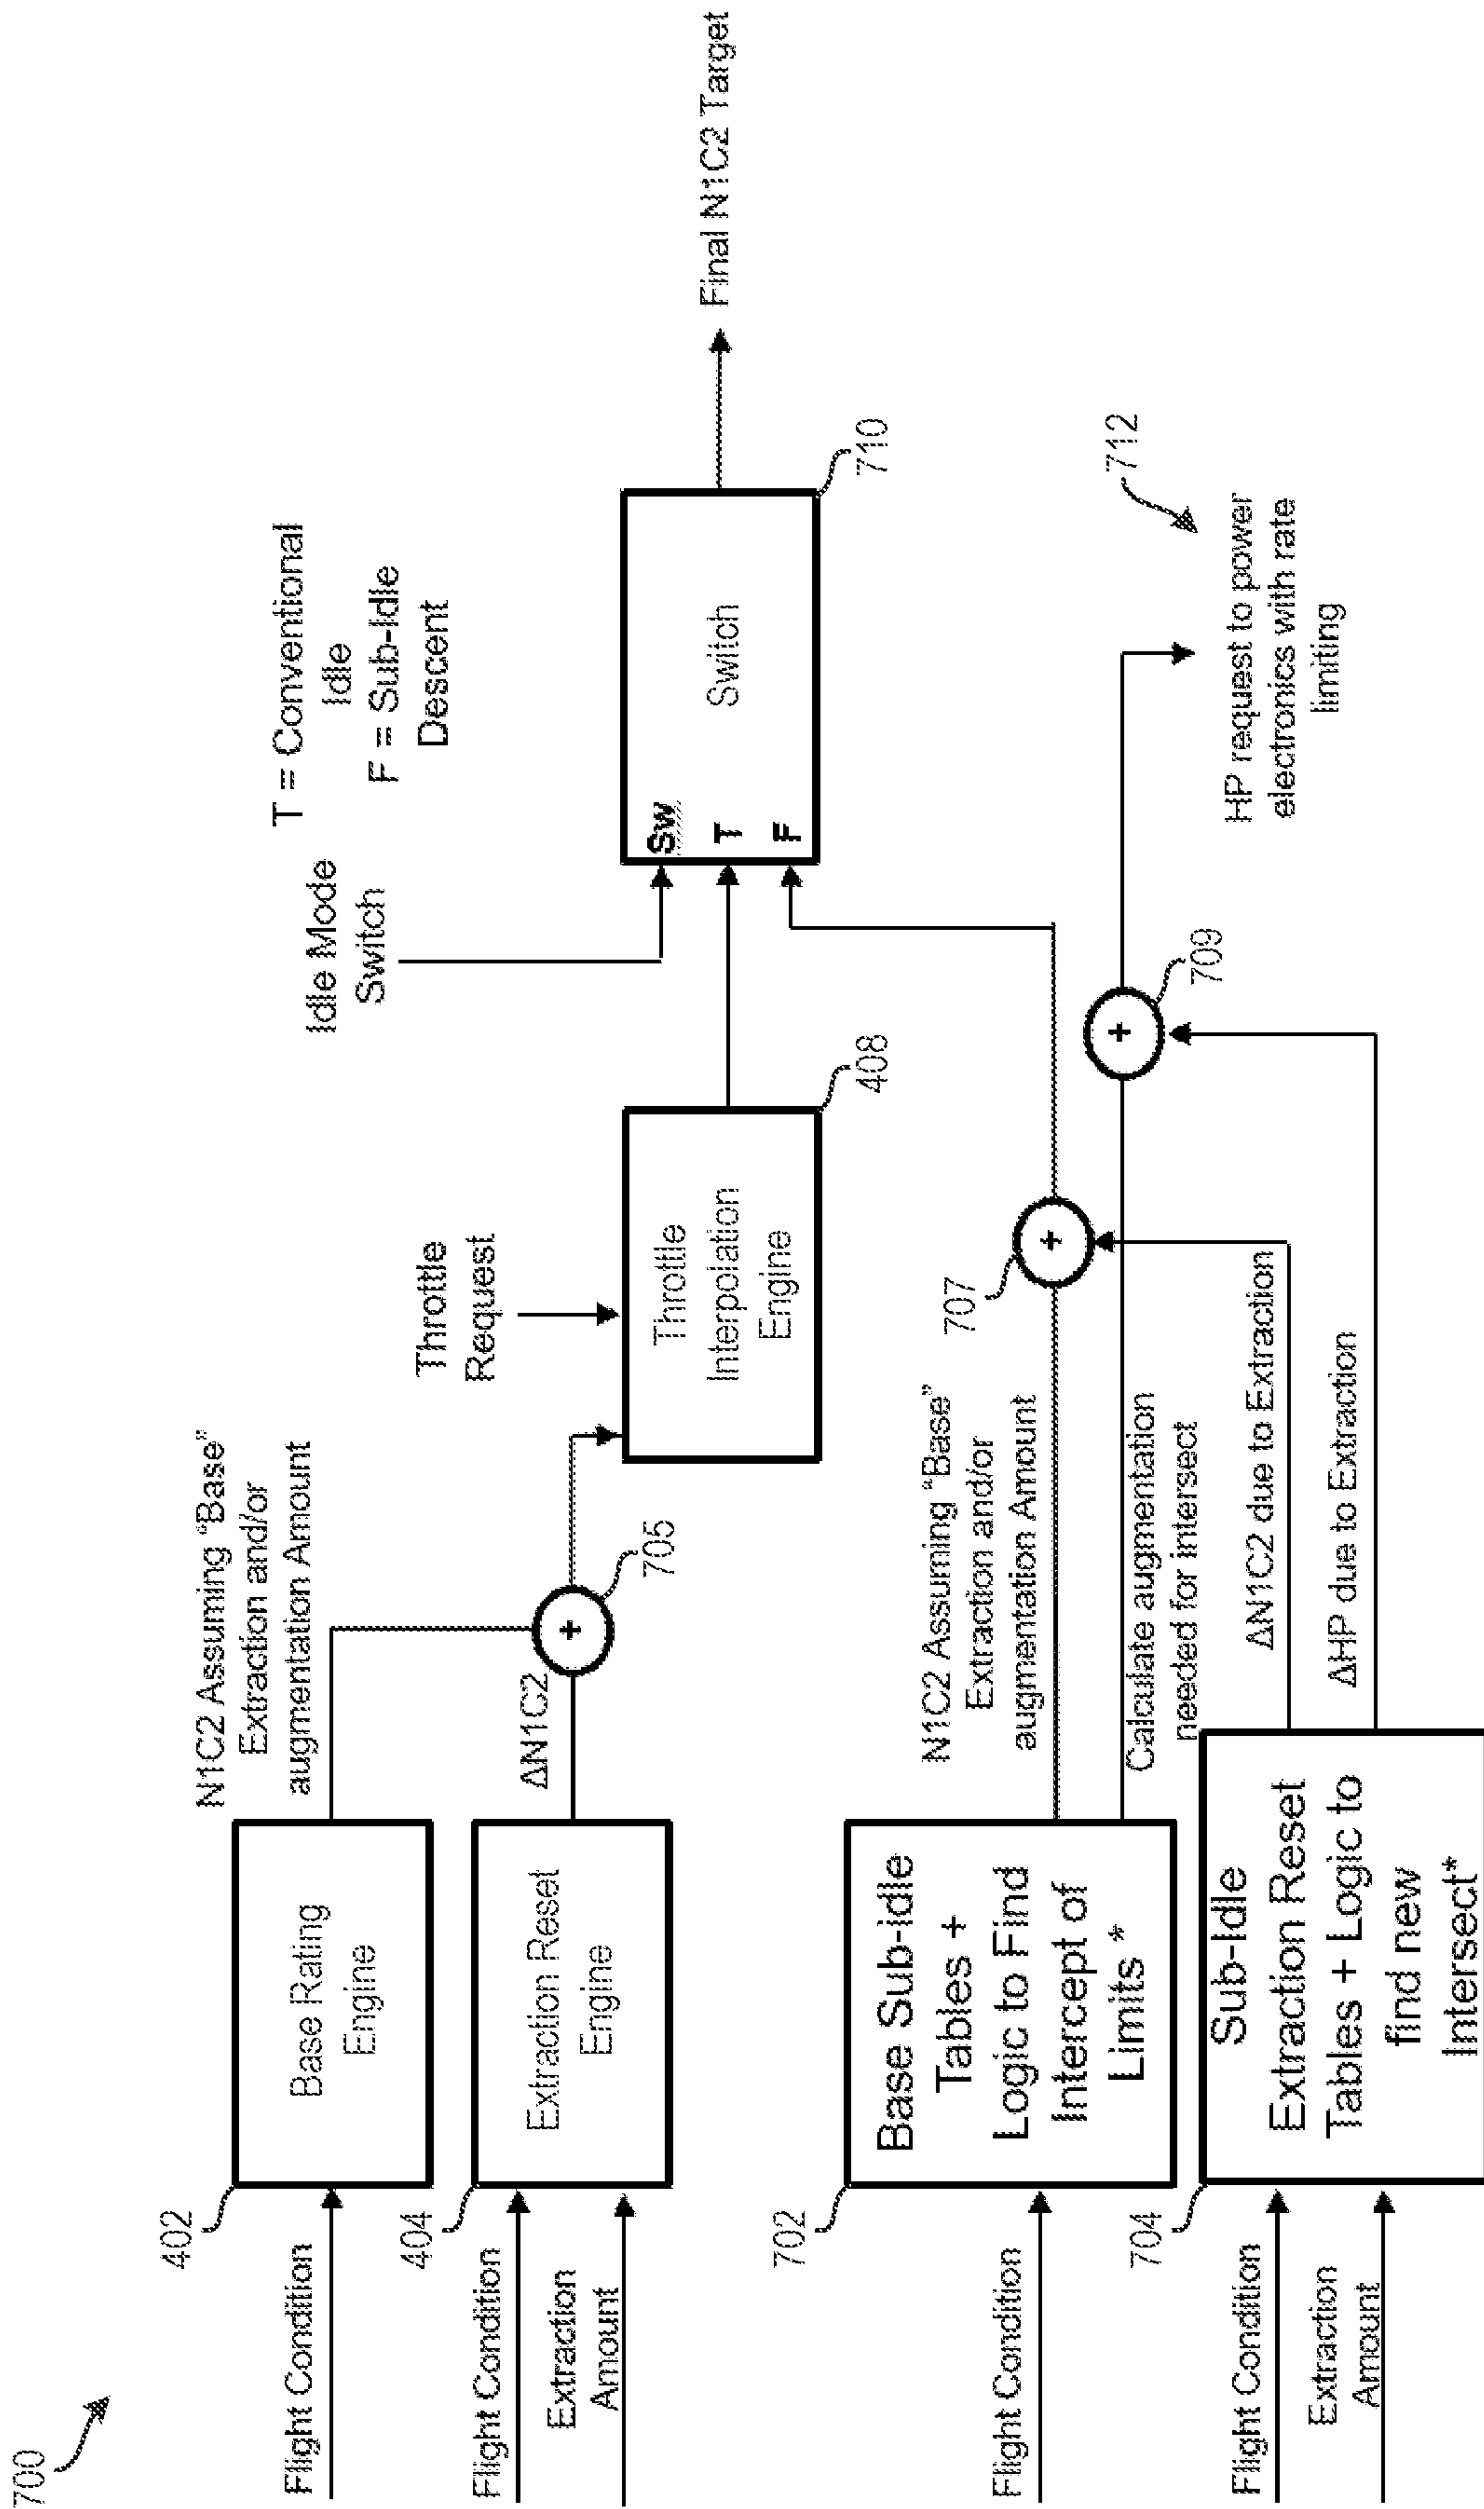 700
Flight Condition
402
Base Rating
Engine
N1C2 Assuming "Base"
Extraction and/or
augmentation Amount
Flight Condition
Extraction
Amount
404
Extraction Reset
Engine
ΔN1C2
+
705
Throttle
Request
Throttle
Interpolation
Engine
408
Idle Mode
Switch
T = Conventional
Idle
F = Sub-Idle
Descent
Sw
T
F
Switch
710
Final N1C2 Target
Flight Condition
702
Base Sub-idle
Tables +
Logic to Find
Intercept of
Limits *
N1C2 Assuming "Base"
Extraction and/or
augmentation Amount
Calculate augmentation
needed for intersect
707
+
+
709
Flight Condition
Extraction
Amount
704
Sub-Idle
Extraction Reset
Tables + Logic to
find new
Intersect*
ΔN1C2 due to Extraction
ΔHP due to Extraction
712
HP request to power
electronics with rate
limiting